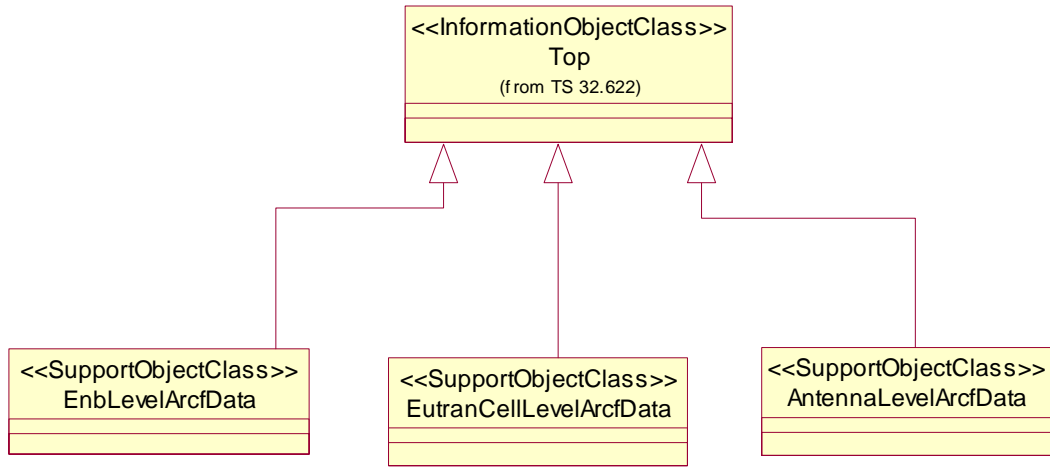 <<InformationObjectClass>>
Top
(from TS 32.622)
<<SupportObjectClass>>
EnbLevelArcfData
<<SupportObjectClass>>
EutranCellLevelArcfData
<<SupportObjectClass>>
AntennaLevelArcfData